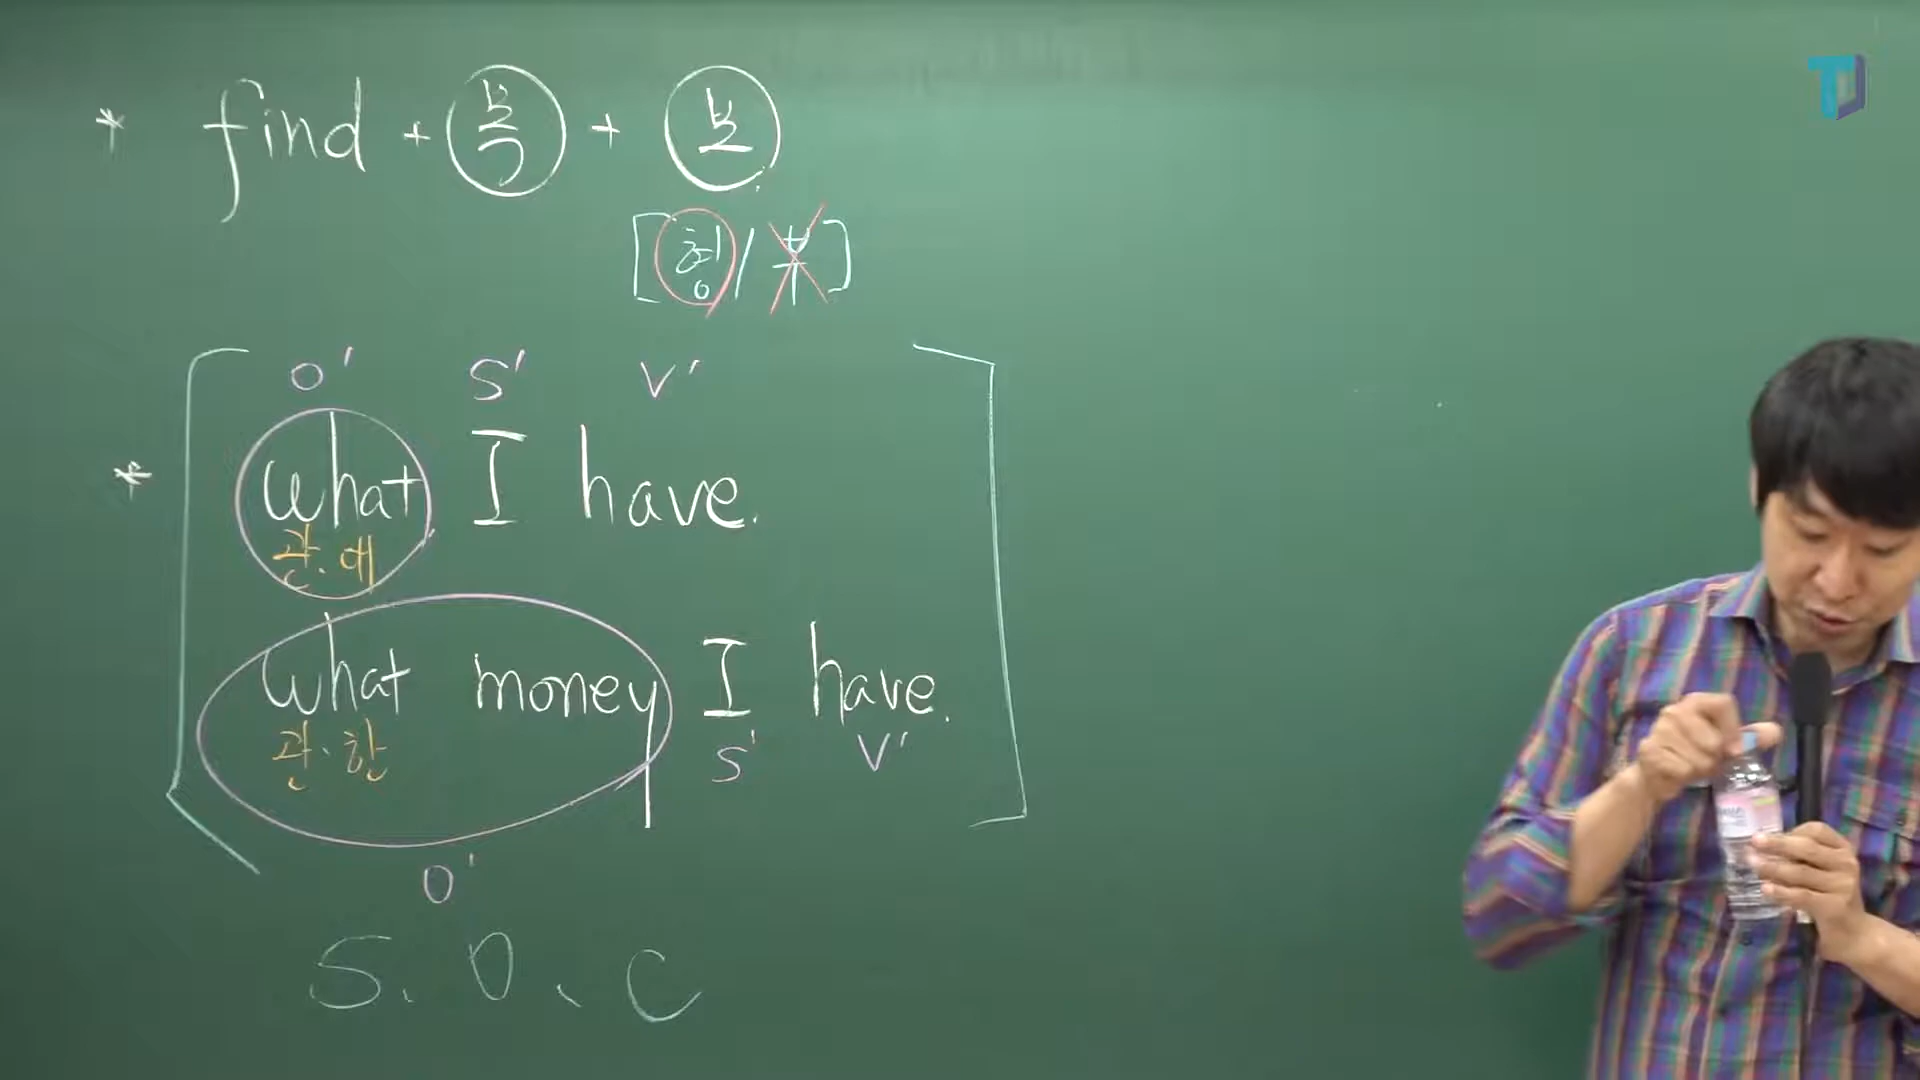 * find + 목 + 보
[형/부]
O' S' V'
* what I have.
관.대
what money I have.
관.한 S' V'
O'
S. O. C